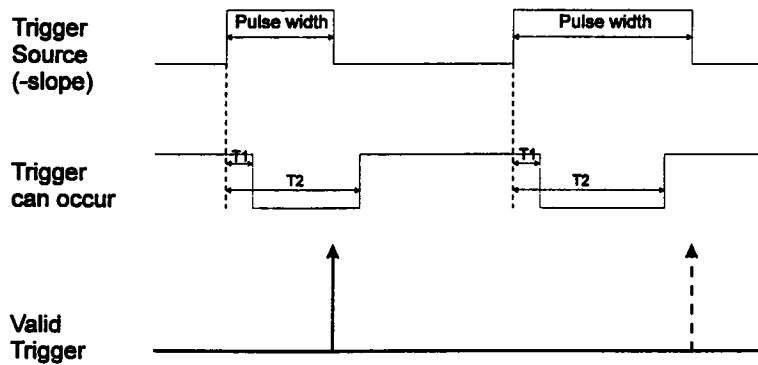 Trigger
Source
(-slope)
Pulse width
Pulse width
Trigger
can occur
T1
T2
T1
T2
Valid
Trigger